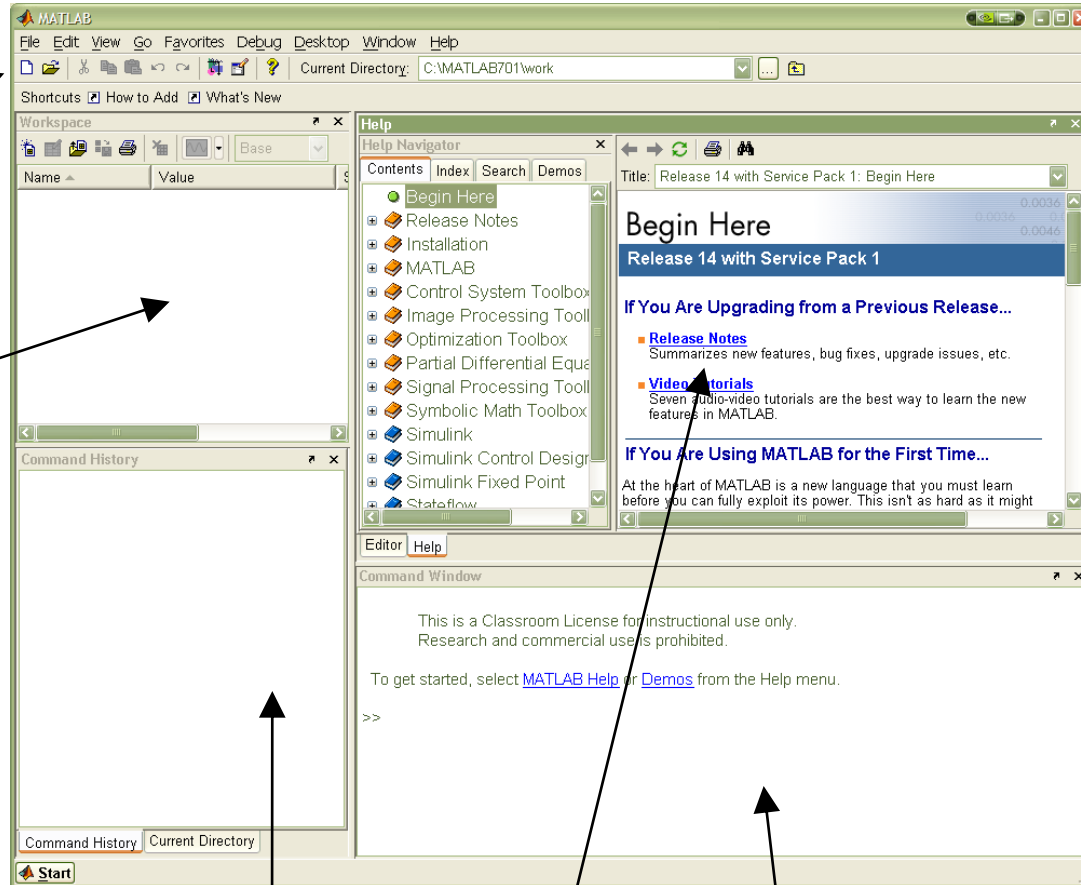 MATLAB
File Edit View Go Favorites Debug Desktop Window Help
Current Directory: C:\MATLAB701\work ...
Shortcuts How to Add What's New
Workspace
Base
Name Value
Command History
Command History Current Directory
Start
Help
Help Navigator
Contents Index Search Demos
Begin Here
Release Notes
Installation
MATLAB
Control System Toolbox
Image Processing Tooll
Optimization Toolbox
Partial Differential Equa
Signal Processing Tooll
Symbolic Math Toolbox
Simulink
Simulink Control Design
Simulink Fixed Point
Stateflow
Title: Release 14 with Service Pack 1: Begin Here
0.0036
0.0036
0.0046
Begin Here
Release 14 with Service Pack 1
If You Are Upgrading from a Previous Release...
Release Notes
Summarizes new features, bug fixes, upgrade issues, etc.
Video Tutorials
Seven audio-video tutorials are the best way to learn the new
features in MATLAB.
If You Are Using MATLAB for the First Time...
At the heart of MATLAB is a new language that you must learn
before you can fully exploit its power. This isn't as hard as it might
Editor Help
Command Window
This is a Classroom License for instructional use only.
Research and commercial use is prohibited.
To get started, select MATLAB Help or Demos from the Help menu.
>>